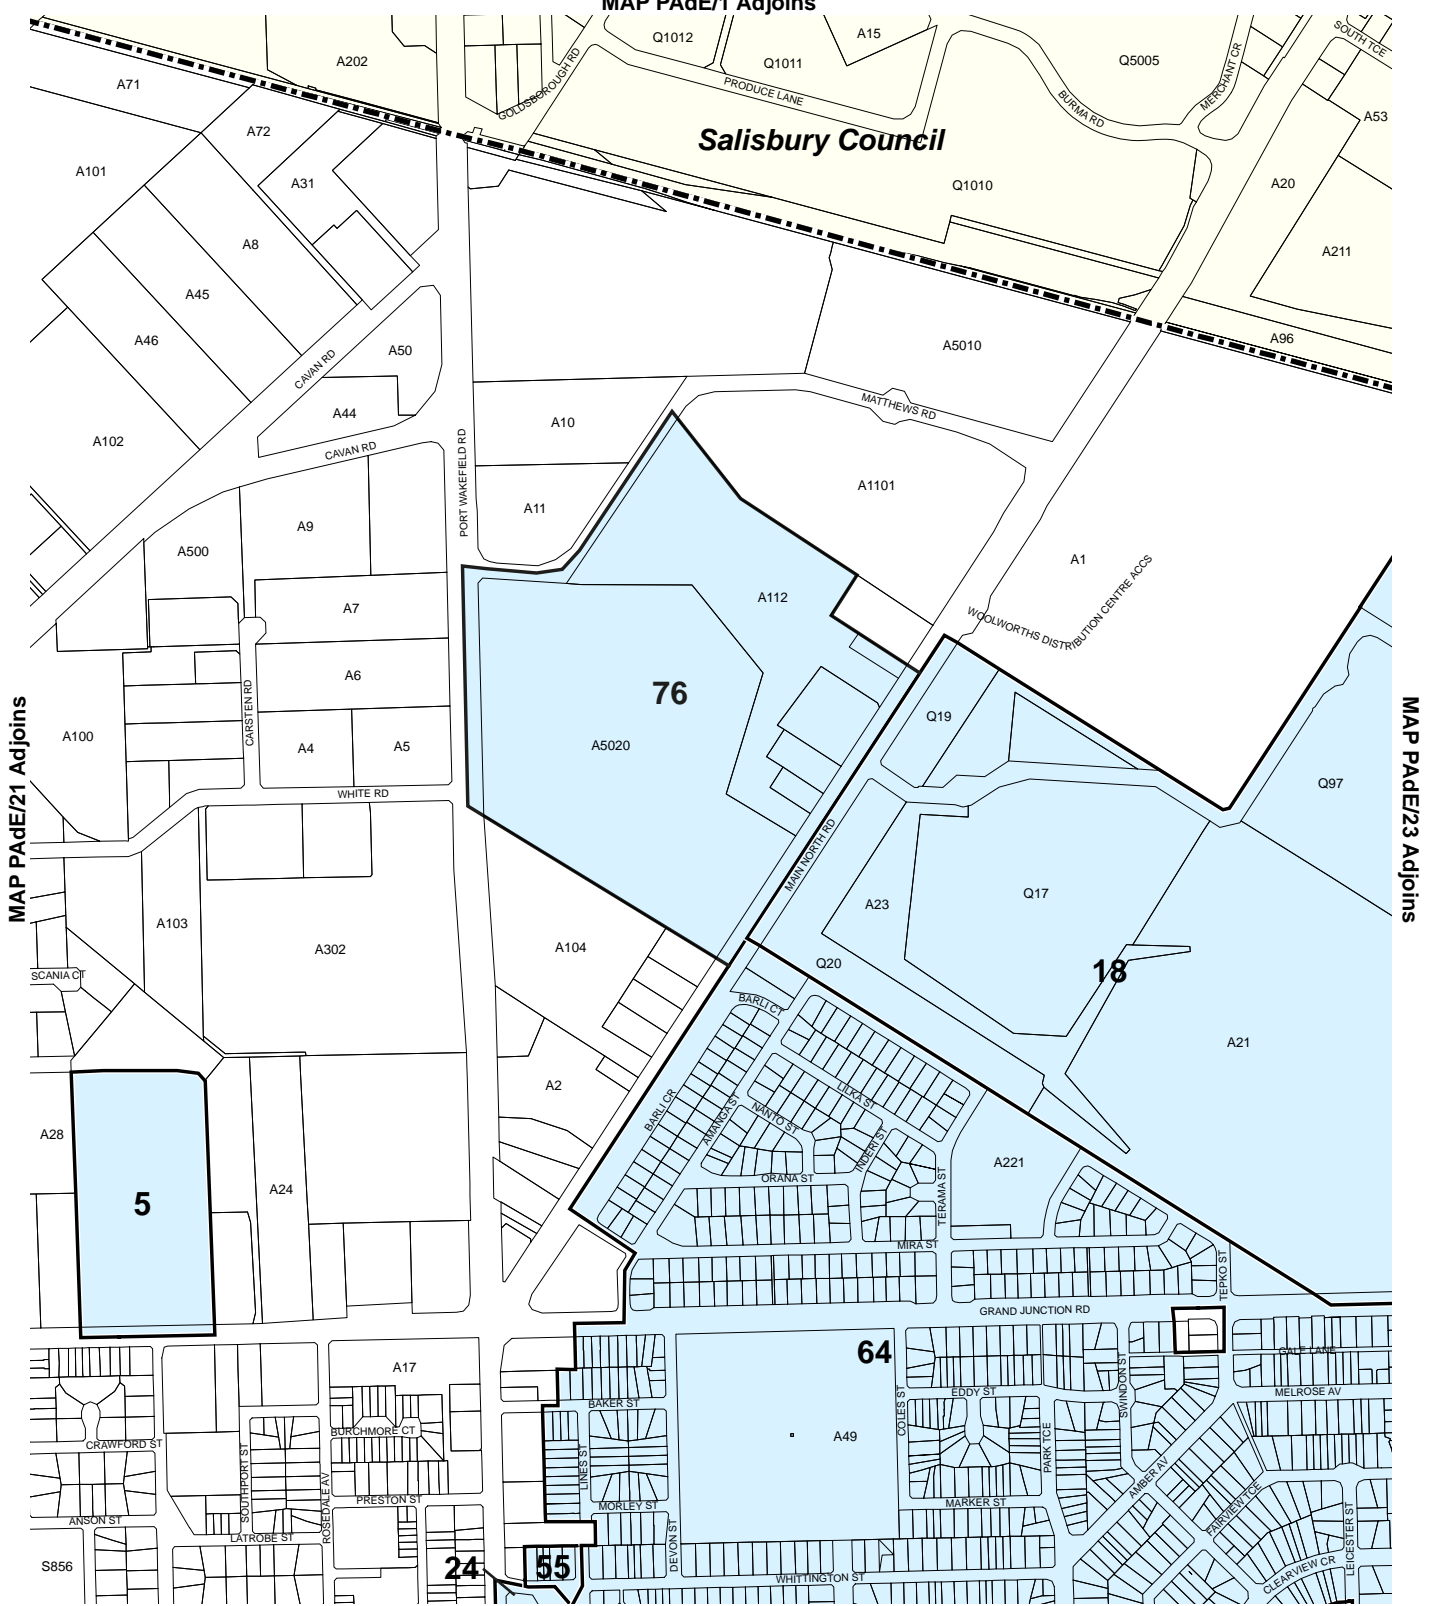 MAP PAdE/1 Adjoins
Q1012
A15
SOUTH TCE
A202
Q1011
Q5005
MERCHANT CR
A71
GOLDSBOROUGH RD
PRODUCE LANE
BURMA RD
A53
A72
Salisbury Council
A101
A31
Q1010
A20
A8
A211
A45
A46
A50
A5010
A96
CAVAN RD
A44
MATTHEWS RD
A10
A102
CAVAN RD
PORT WAKEFIELD RD
A1101
A11
A9
A500
A1
A7
A112
WOOLWORTHS DISTRIBUTION CENTRE ACCS
A6
76
CARSTEN RD
Q19
A100
A4
A5
A5020
MAP PAdE/21 Adjoins
MAP PAdE/23 Adjoins
Q97
WHITE RD
MAIN NORTH RD
Q17
A23
A103
A302
A104
Q20
18
SCANIA CT
BARLI CT
A21
A2
LILKA ST
BARLI CR
AMANGA ST
NANTO ST
A28
INDERI ST
A221
ORANA ST
A24
5
TERAMA ST
MIRA ST
TEPKO ST
GRAND JUNCTION RD
64
GALE LANE
A17
SWINDON ST
EDDY ST
MELROSE AV
BAKER ST
COLES ST
BURCHMORE CT
A49
CRAWFORD ST
PARK TCE
LINES ST
SOUTHPORT ST
AMBER AV
ROSEDALE AV
PRESTON ST
MORLEY ST
MARKER ST
FAIRVIEW TCE
ANSON ST
LATROBE ST
LEICESTER ST
DEVON ST
S856
24
55
WHITTINGTON ST
CLEARVIEW CR